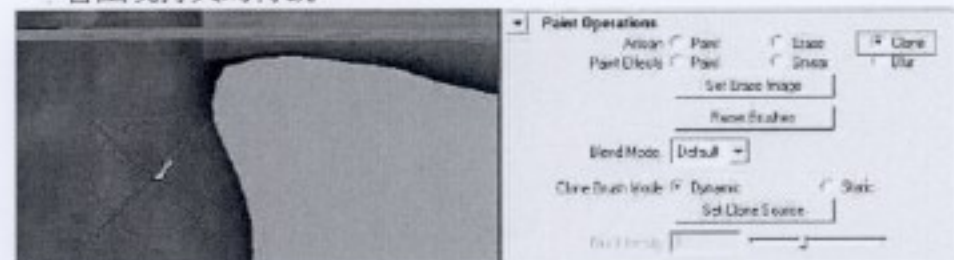 Paint Operations
Artisan Paint Erase Clone
Paint Effects Paint Smear Blur
Set Erase Image
Reset Brushes
Blend Mode: Default
Clone Brush Mode: Dynamic Static
Set Clone Source